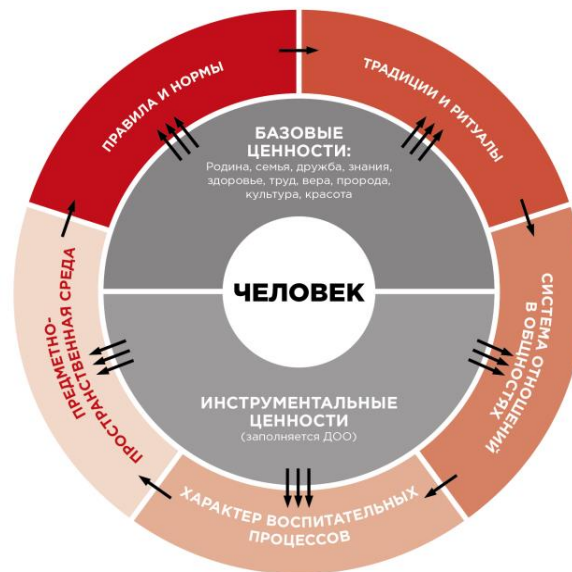 ПРАВИЛА И НОРМЫ
ТРАДИЦИИ И РИТУАЛЫ
БАЗОВЫЕ
ЦЕННОСТИ:
Родина, семья, дружба, знания,
здоровье, труд, вера, пророда,
культура, красота
ЧЕЛОВЕК
ИНСТРУМЕНТАЛЬНЫЕ
ЦЕННОСТИ
(заполняется ДОО)
СИСТЕМА ОТНОШЕНИЙ
В ОБЩНОСТЯХ
ХАРАКТЕР ВОСПИТАТЕЛЬНЫХ
ПРОЦЕССОВ
ПРЕДМЕТНО-
ПРОСТРАНСТВЕННАЯ СРЕДА